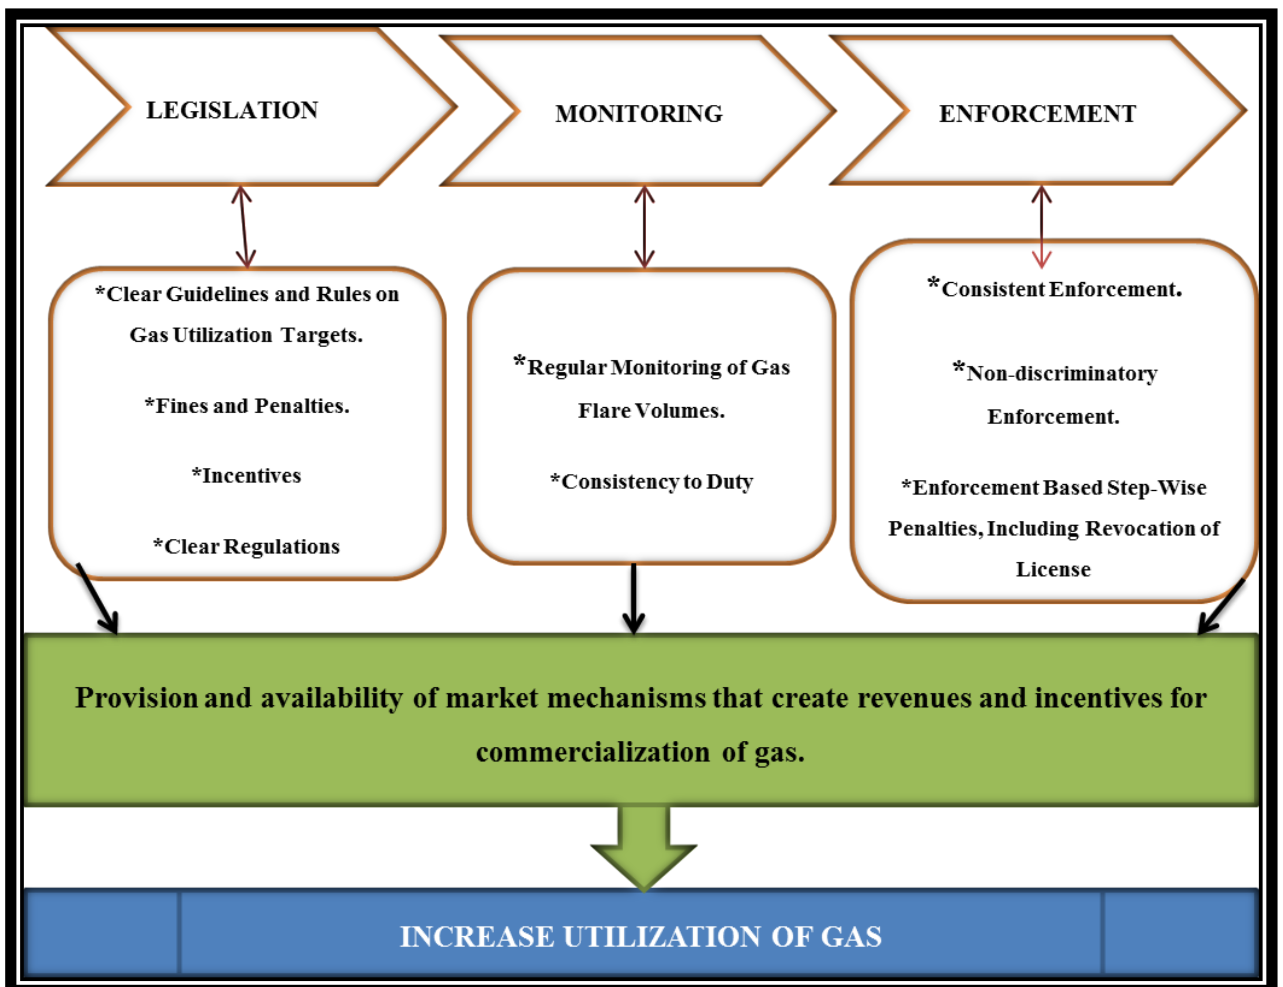 LEGISLATION
MONITORING
ENFORCEMENT
*Clear Guidelines and Rules on
Gas Utilization Targets.
*Fines and Penalties.
*Incentives
*Clear Regulations
*Regular Monitoring of Gas
Flare Volumes.
*Consistency to Duty
*Consistent Enforcement.
*Non-discriminatory
Enforcement.
*Enforcement Based Step-Wise
Penalties, Including Revocation of
License
Provision and availability of market mechanisms that create revenues and incentives for
commercialization of gas.
INCREASE UTILIZATION OF GAS